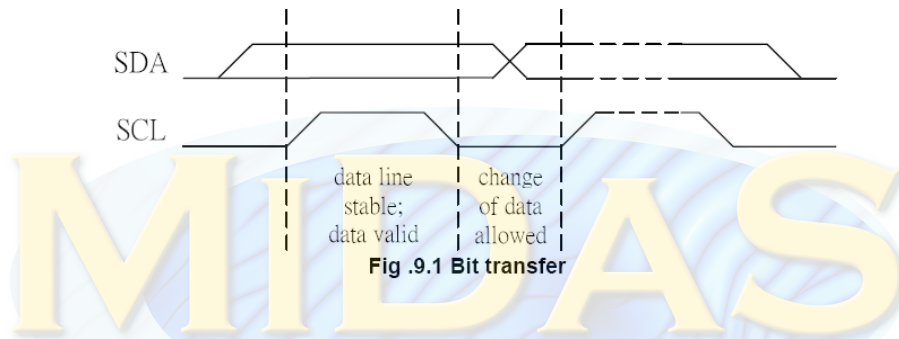 SDA
SCL
data line
stable;
data valid
change
of data
allowed
Fig .9.1 Bit transfer
MIDAS